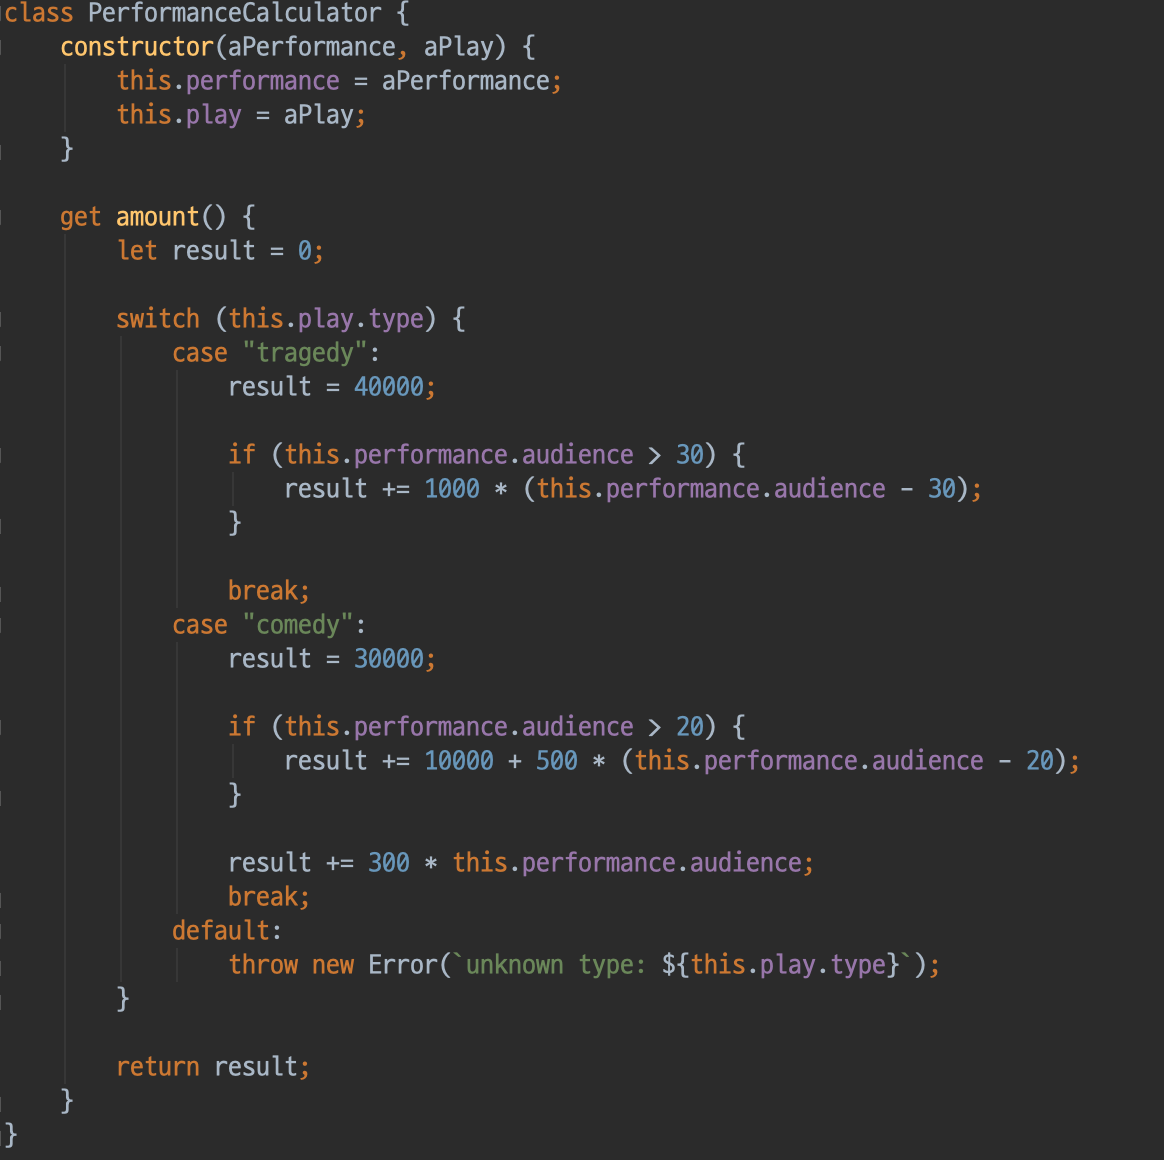 class PerformanceCalculator {
    constructor(aPerformance, aPlay) {
        this.performance = aPerformance;
        this.play = aPlay;
    }

    get amount() {
        let result = 0;

        switch (this.play.type) {
            case "tragedy":
                result = 40000;

                if (this.performance.audience > 30) {
                    result += 1000 * (this.performance.audience - 30);
                }

                break;
            case "comedy":
                result = 30000;

                if (this.performance.audience > 20) {
                    result += 10000 + 500 * (this.performance.audience - 20);
                }

                result += 300 * this.performance.audience;
                break;
            default:
                throw new Error(`unknown type: ${this.play.type}`);
        }

        return result;
    }
}